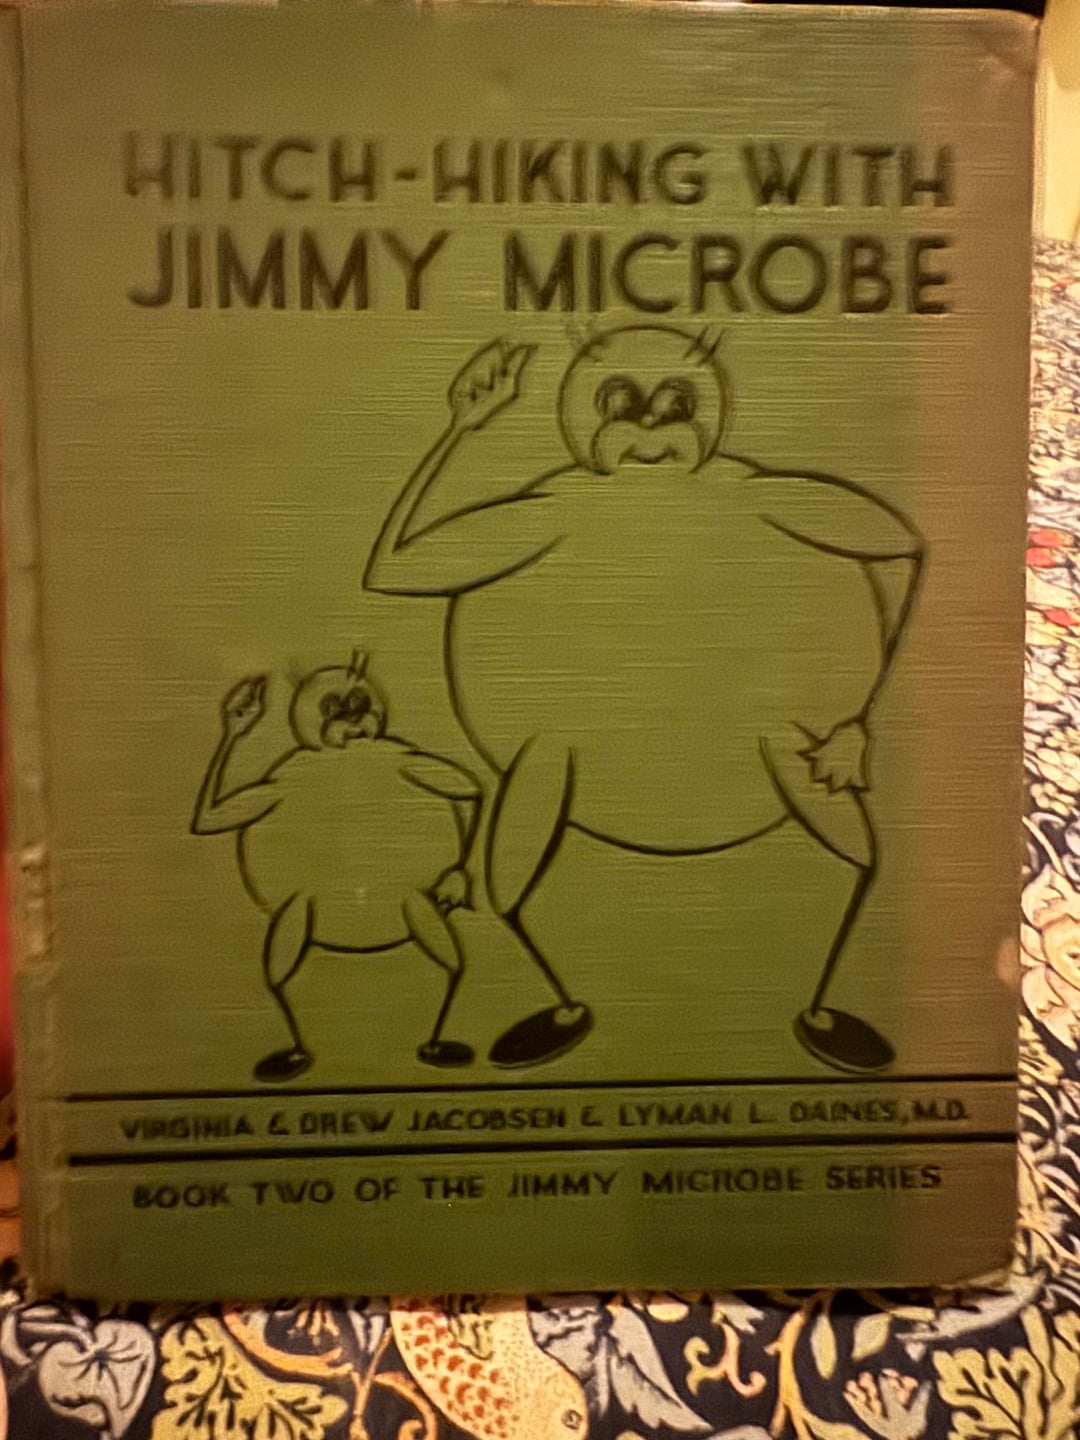 HITCH-HIKING WITH
JIMMY MICROBE
VIRGINIA & DREW JACOBSEN & LYMAN L. DAINES, M.D.
BOOK TWO OF THE JIMMY MICROBE SERIES